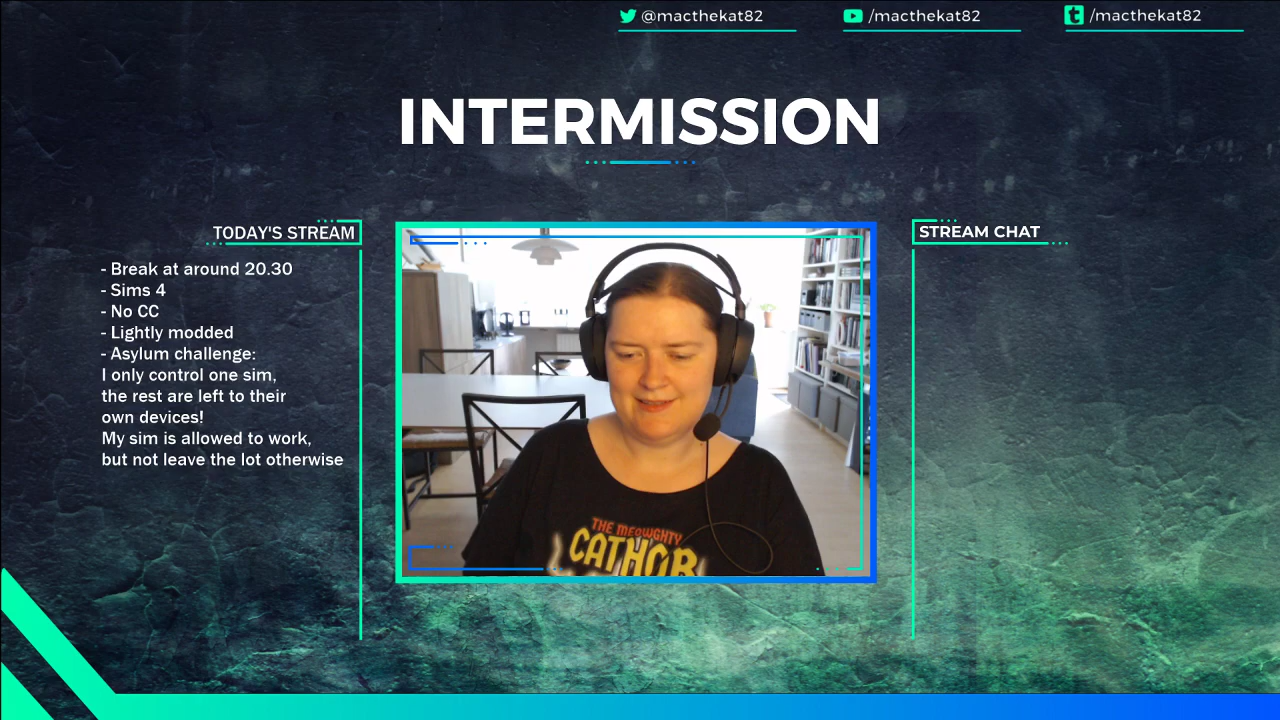 @macthekat82
/macthekat82
/macthekat82
INTERMISSION
TODAY'S STREAM
- Break at around 20.30
- Sims 4
- No CC
- Lightly modded
- Asylum challenge:
I only control one sim,
the rest are left to their
own devices!
My sim is allowed to work,
but not leave the lot otherwise
THE MEOWGHTY
CATHOR
STREAM CHAT